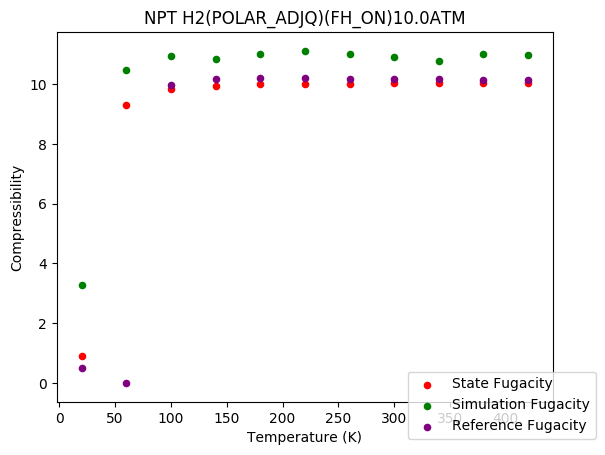 NPT H2(POLAR_ADJQ)(FH_ON)10.0ATM
Compressibility
10
8
6
4
2
0
0 50 100 150 200 250 300 350 400
Temperature (K)
State Fugacity
Simulation Fugacity
Reference Fugacity